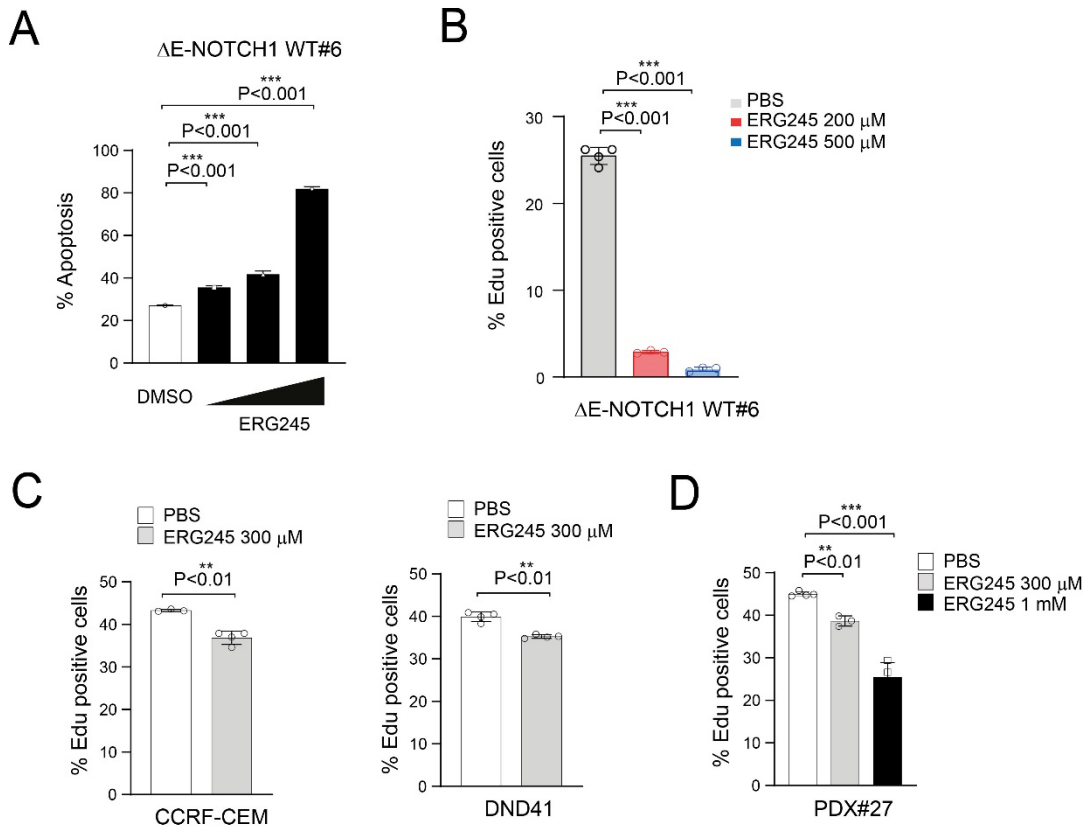 A
ΔE-NOTCH1 WT#6
***
P<0.001
***
P<0.001
***
P<0.001
% Apoptosis
100
80
60
40
20
0
DMSO
ERG245
B
***
P<0.001
***
P<0.001
PBS
ERG245 200 μM
ERG245 500 μM
% Edu positive cells
30
20
10
0
ΔE-NOTCH1 WT#6
C
PBS
ERG245 300 μM
**
P<0.01
% Edu positive cells
50
40
30
20
10
0
CCRF-CEM
PBS
ERG245 300 μM
**
P<0.01
% Edu positive cells
50
40
30
20
10
0
DND41
D
***
P<0.001
**
P<0.01
PBS
ERG245 300 μM
ERG245 1 mM
% Edu positive cells
50
40
30
20
10
0
PDX#27